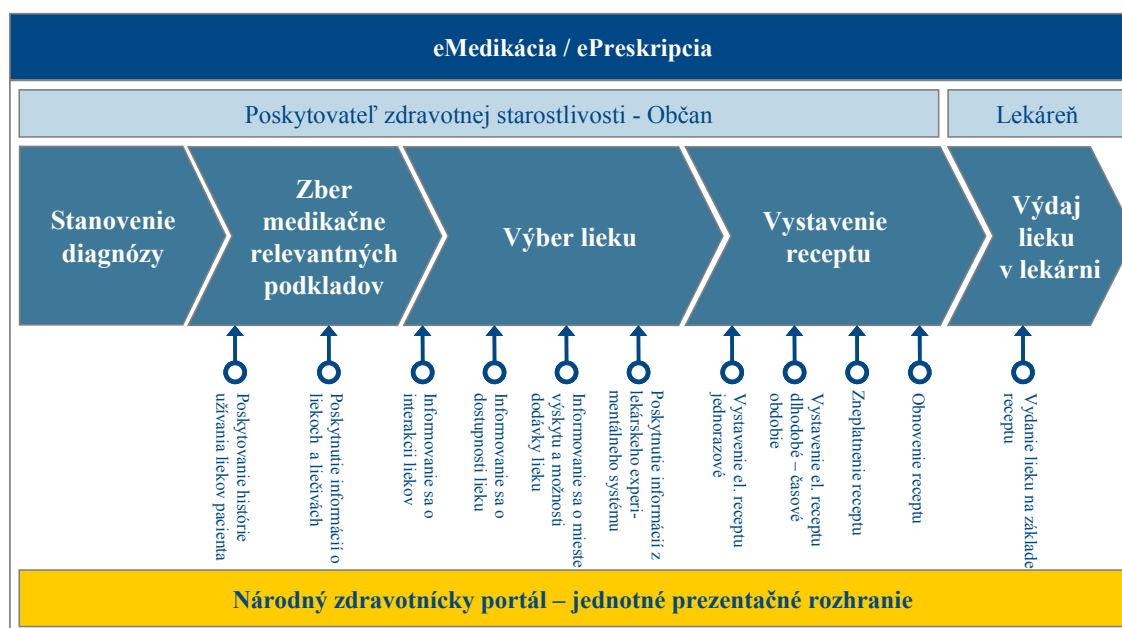 eMedikácia / ePreskripcia
Poskytovateľ zdravotnej starostlivosti - Občan
Lekáreň
Stanovenie
diagnózy
Zber
medikačne
relevantných
podkladov
Výber lieku
Vystavenie
receptu
Výdaj
lieku
v lekárni
Poskytovanie histórie
užívania liekov pacienta
Poskytnutie informácií o
liekoch a liečivách
Informovanie sa o
interakcii liekov
Informovanie sa o
dostupnosti lieku
Informovanie sa o mieste
výskytu a možnosti
dodávky lieku
Poskytnutie informácií z
lekárskeho experi-
mentálneho systému
Vystavenie el. receptu
jednorazové
Vystavenie el. receptu
dlhodobé – časové
obdobie
Zneplatnenie receptu
Obnovenie receptu
Vydanie lieku na základe
receptu
Národný zdravotnícky portál – jednotné prezentačné rozhranie